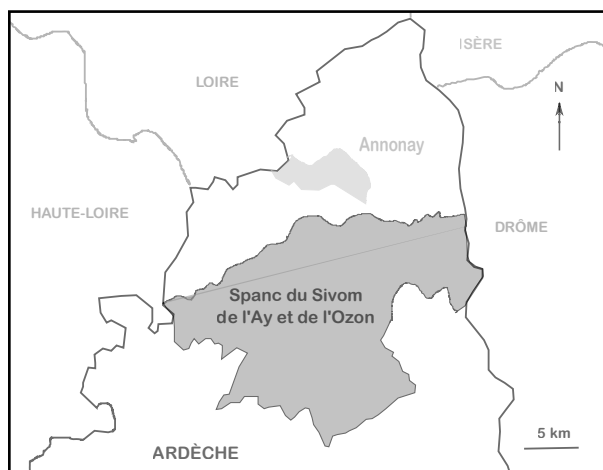 ISÈRE
LOIRE
N
Annonay
HAUTE-LOIRE
DRÔME
Spanc du Sivom
de l'Ay et de l'Ozon
ARDÈCHE
5 km